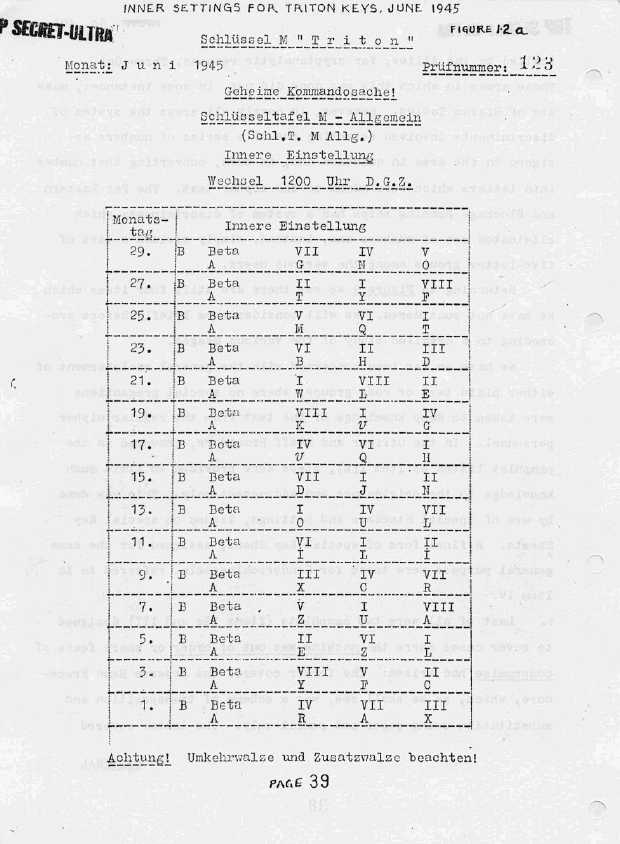 INNER SETTINGS FOR TRITON KEYS, JUNE 1945
P SECRET-ULTRA
FIGURE 1-2a
Schlüssel M "Triton"
Monat: Juni 1945
Prüfnummer: 123
Geheime Kommandosache!
Schlüsseltafel M - Allgemein
(Schl.T. M Allg.)
Innere Einstellung
Wechsel 1200 Uhr D.G.Z.
Monats-
tag
Innere Einstellung
29. B Beta VII IV V
A G N O
27. B Beta II I VIII
A T Y F
25. B Beta V VI I
A M Q T
23. B Beta VI II III
A B H D
21. B Beta I VIII II
A W L E
19. B Beta VIII I IV
A K V G
17. B Beta IV VI I
A V Q H
15. B Beta VII I II
A D J N
13. B Beta I IV VII
A O U L
11. B Beta VI V II
A I L I
9. B Beta III IV VII
A X C R
7. B Beta V I VIII
A Z U A
5. B Beta II VI I
A E Z L
3. B Beta VIII V II
A Y F C
1. B Beta IV VII III
A R A X
Achtung! Umkehrwalze und Zusatzwalze beachten!
PAGE 39